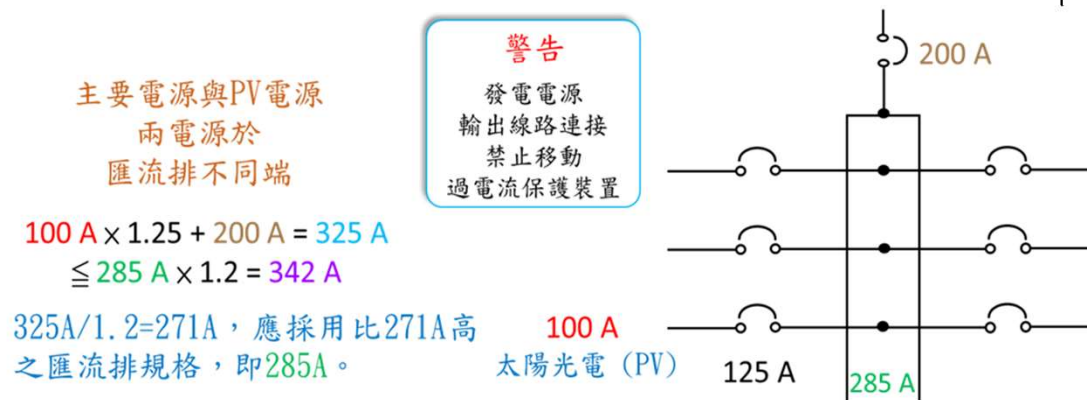 主要電源與PV電源
兩電源於
匯流排不同端
100 A x 1.25 + 200 A = 325 A
≦ 285 A x 1.2 = 342 A
325A/1.2=271A，應採用比271A高
之匯流排規格，即285A。
警告
發電電源
輸出線路連接
禁止移動
過電流保護裝置
100 A
太陽光電 (PV)
200 A
125 A
285 A